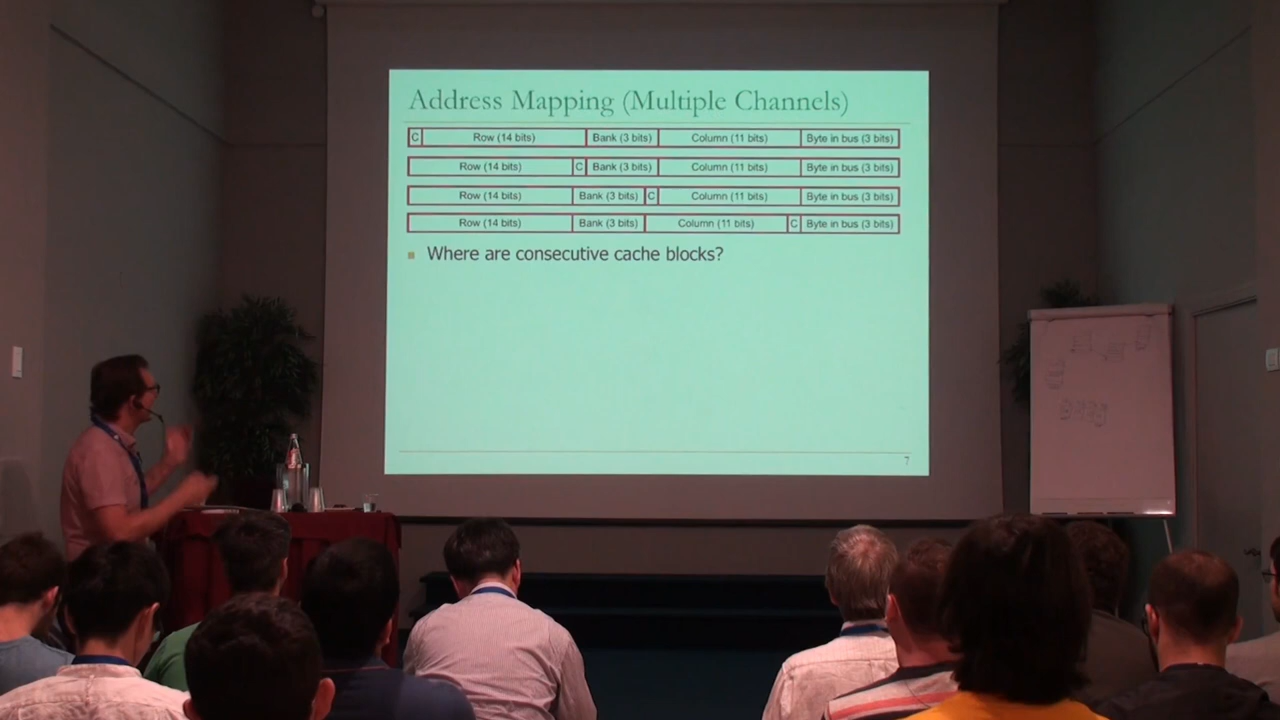 Address Mapping (Multiple Channels)
C Row (14 bits) Bank (3 bits) Column (11 bits) Byte in bus (3 bits)
Row (14 bits) C Bank (3 bits) Column (11 bits) Byte in bus (3 bits)
Row (14 bits) Bank (3 bits) C Column (11 bits) Byte in bus (3 bits)
Row (14 bits) Bank (3 bits) Column (11 bits) C Byte in bus (3 bits)
Where are consecutive cache blocks?
7